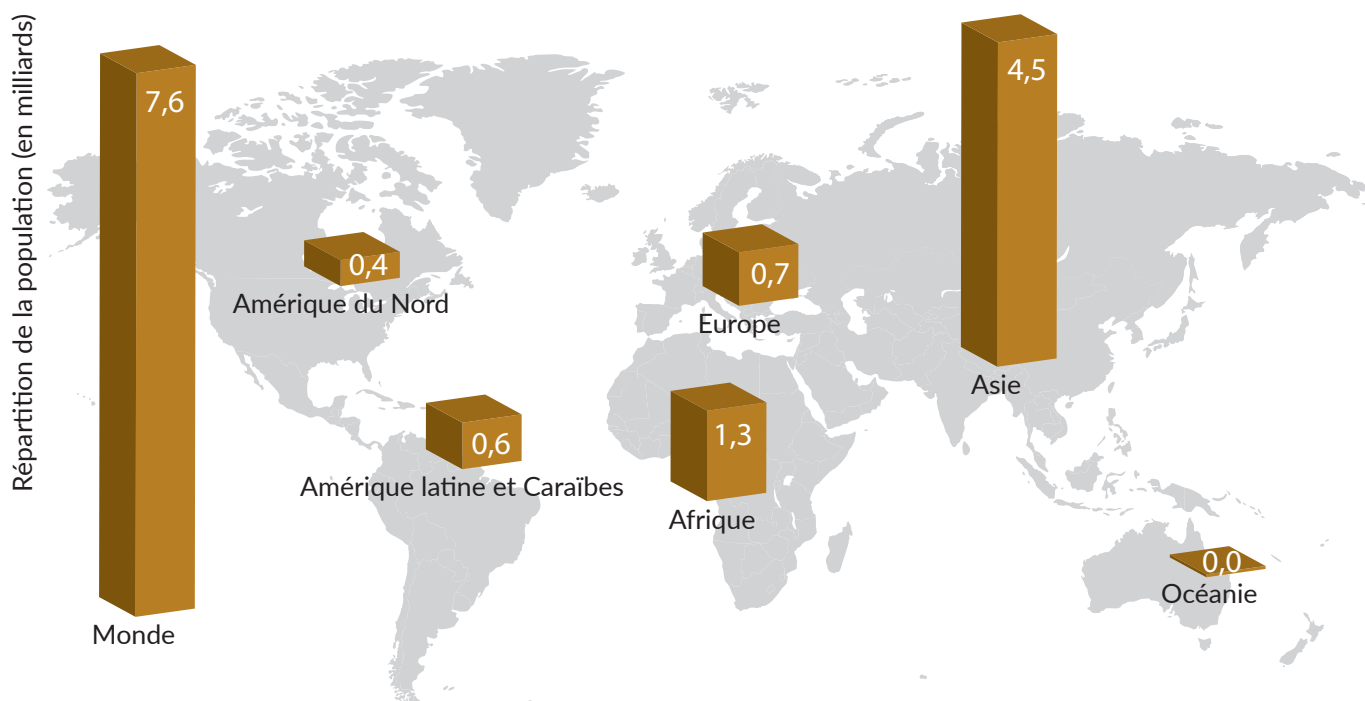 Répartition de la population (en milliards)
7,6
Monde
0,4
Amérique du Nord
0,6
Amérique latine et Caraïbes
0,7
Europe
1,3
Afrique
4,5
Asie
0,0
Océanie